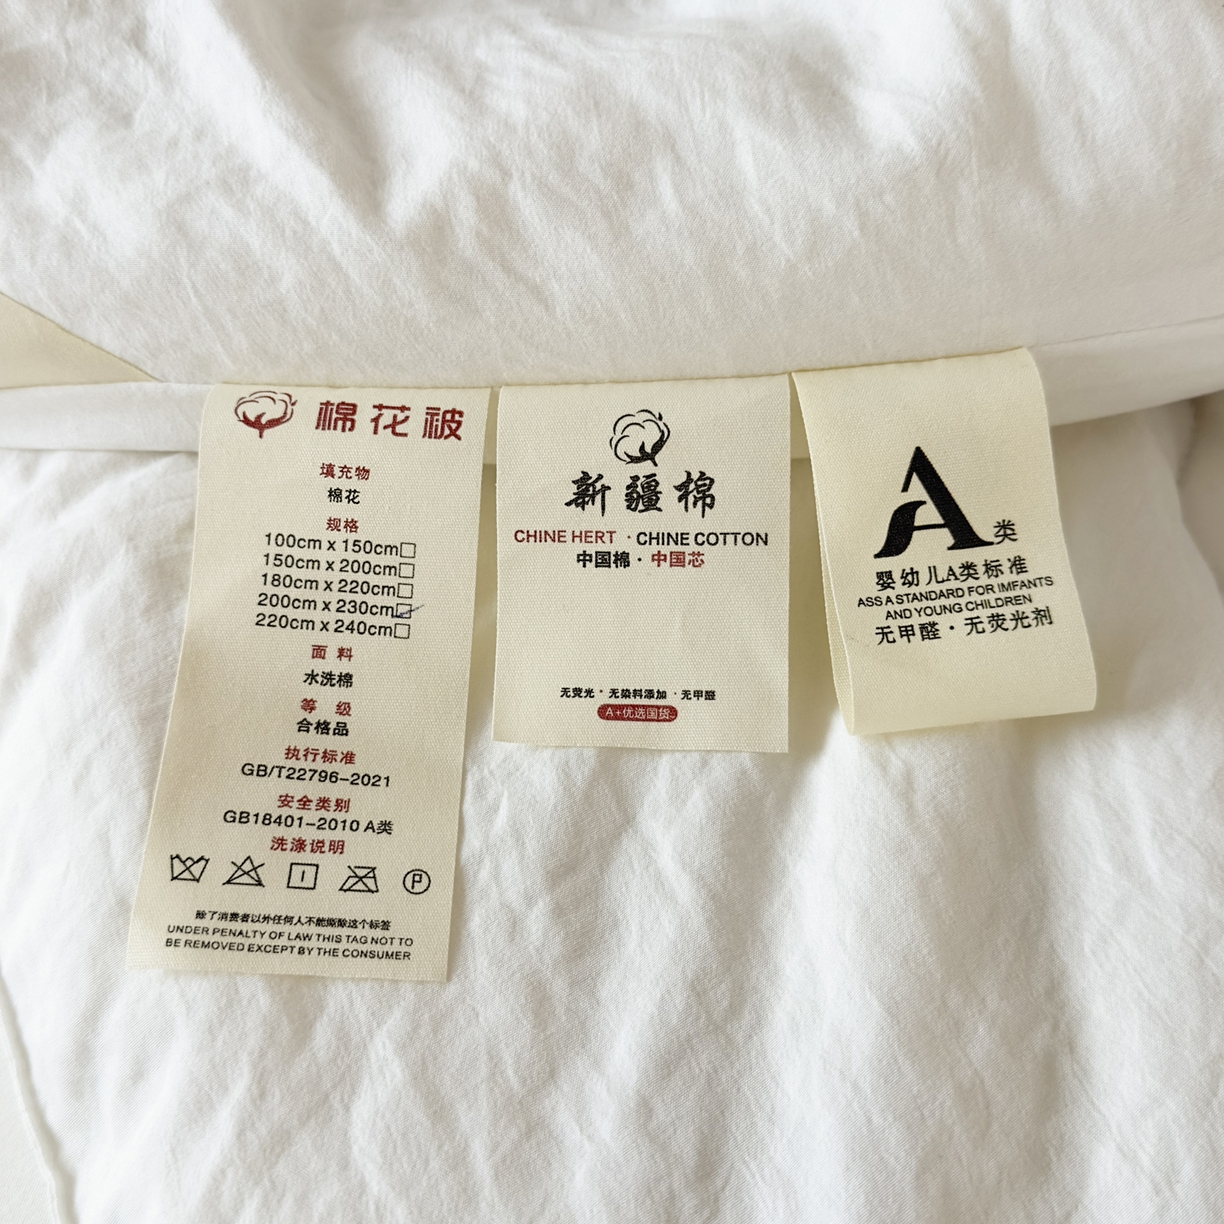 棉花被
填充物
棉花
规格
100cm x 150cm
150cm x 200cm
180cm x 220cm
200cm x 230cm
220cm x 240cm
面 料
水洗棉
等 级
合格品
执行标准
GB/T22796-2021
安全类别
GB18401-2010 A类
洗涤说明
P
除了消费者以外任何人不能撕除这个标签
UNDER PENALTY OF LAW THIS TAG NOT TO
BE REMOVED EXCEPT BY THE CONSUMER
新疆棉
CHINE HERT · CHINE COTTON
中国棉 · 中国芯
无荧光 · 无染料添加 · 无甲醛
A+优选国货
A类
婴幼儿A类标准
ASS A STANDARD FOR IMFANTS
AND YOUNG CHILDREN
无甲醛 · 无荧光剂